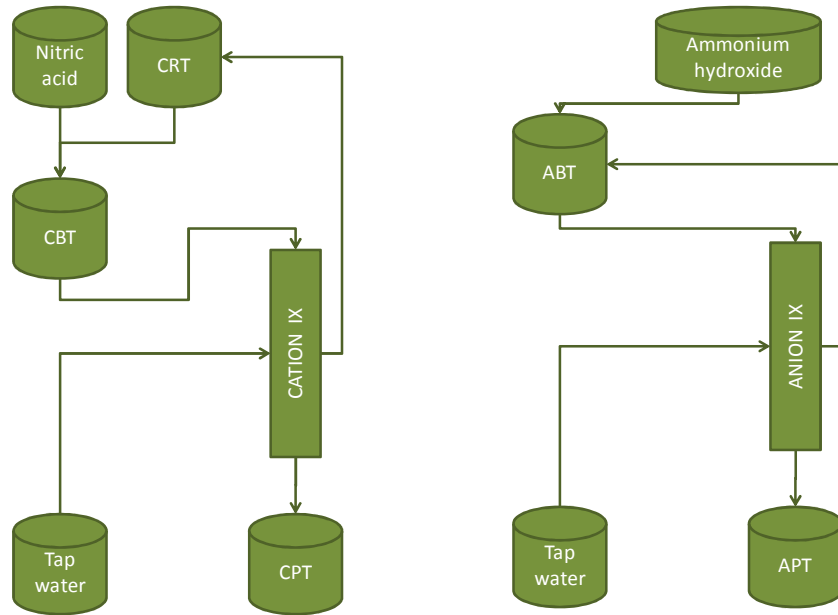 Nitric
acid
CRT
CBT
CATION IX
Tap
water
CPT
Ammonium
hydroxide
ABT
ANION IX
Tap
water
APT